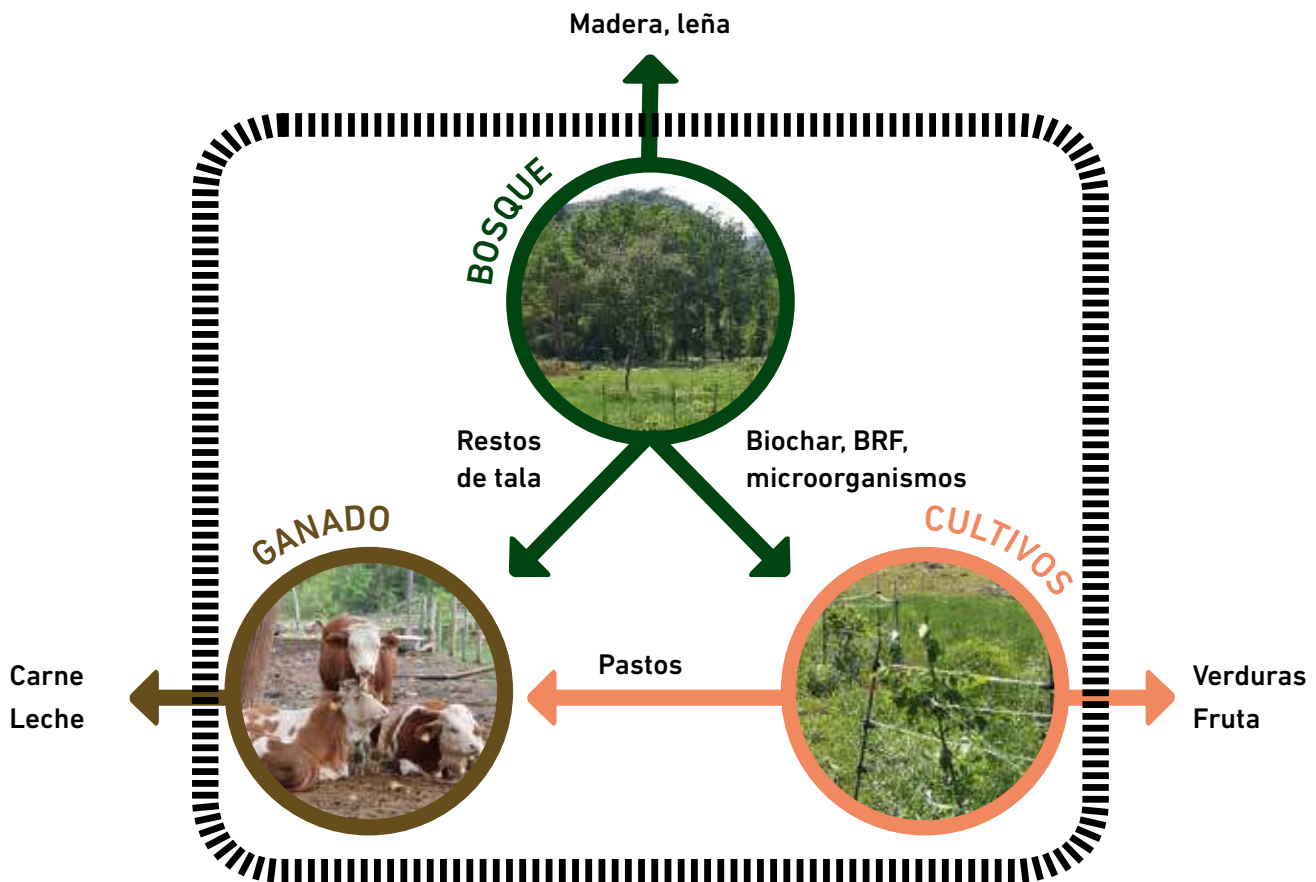 Madera, leña
BOSQUE
Restos
de tala
Biochar, BRF,
microorganismos
GANADO
CULTIVOS
Carne
Leche
Pastos
Verduras
Fruta